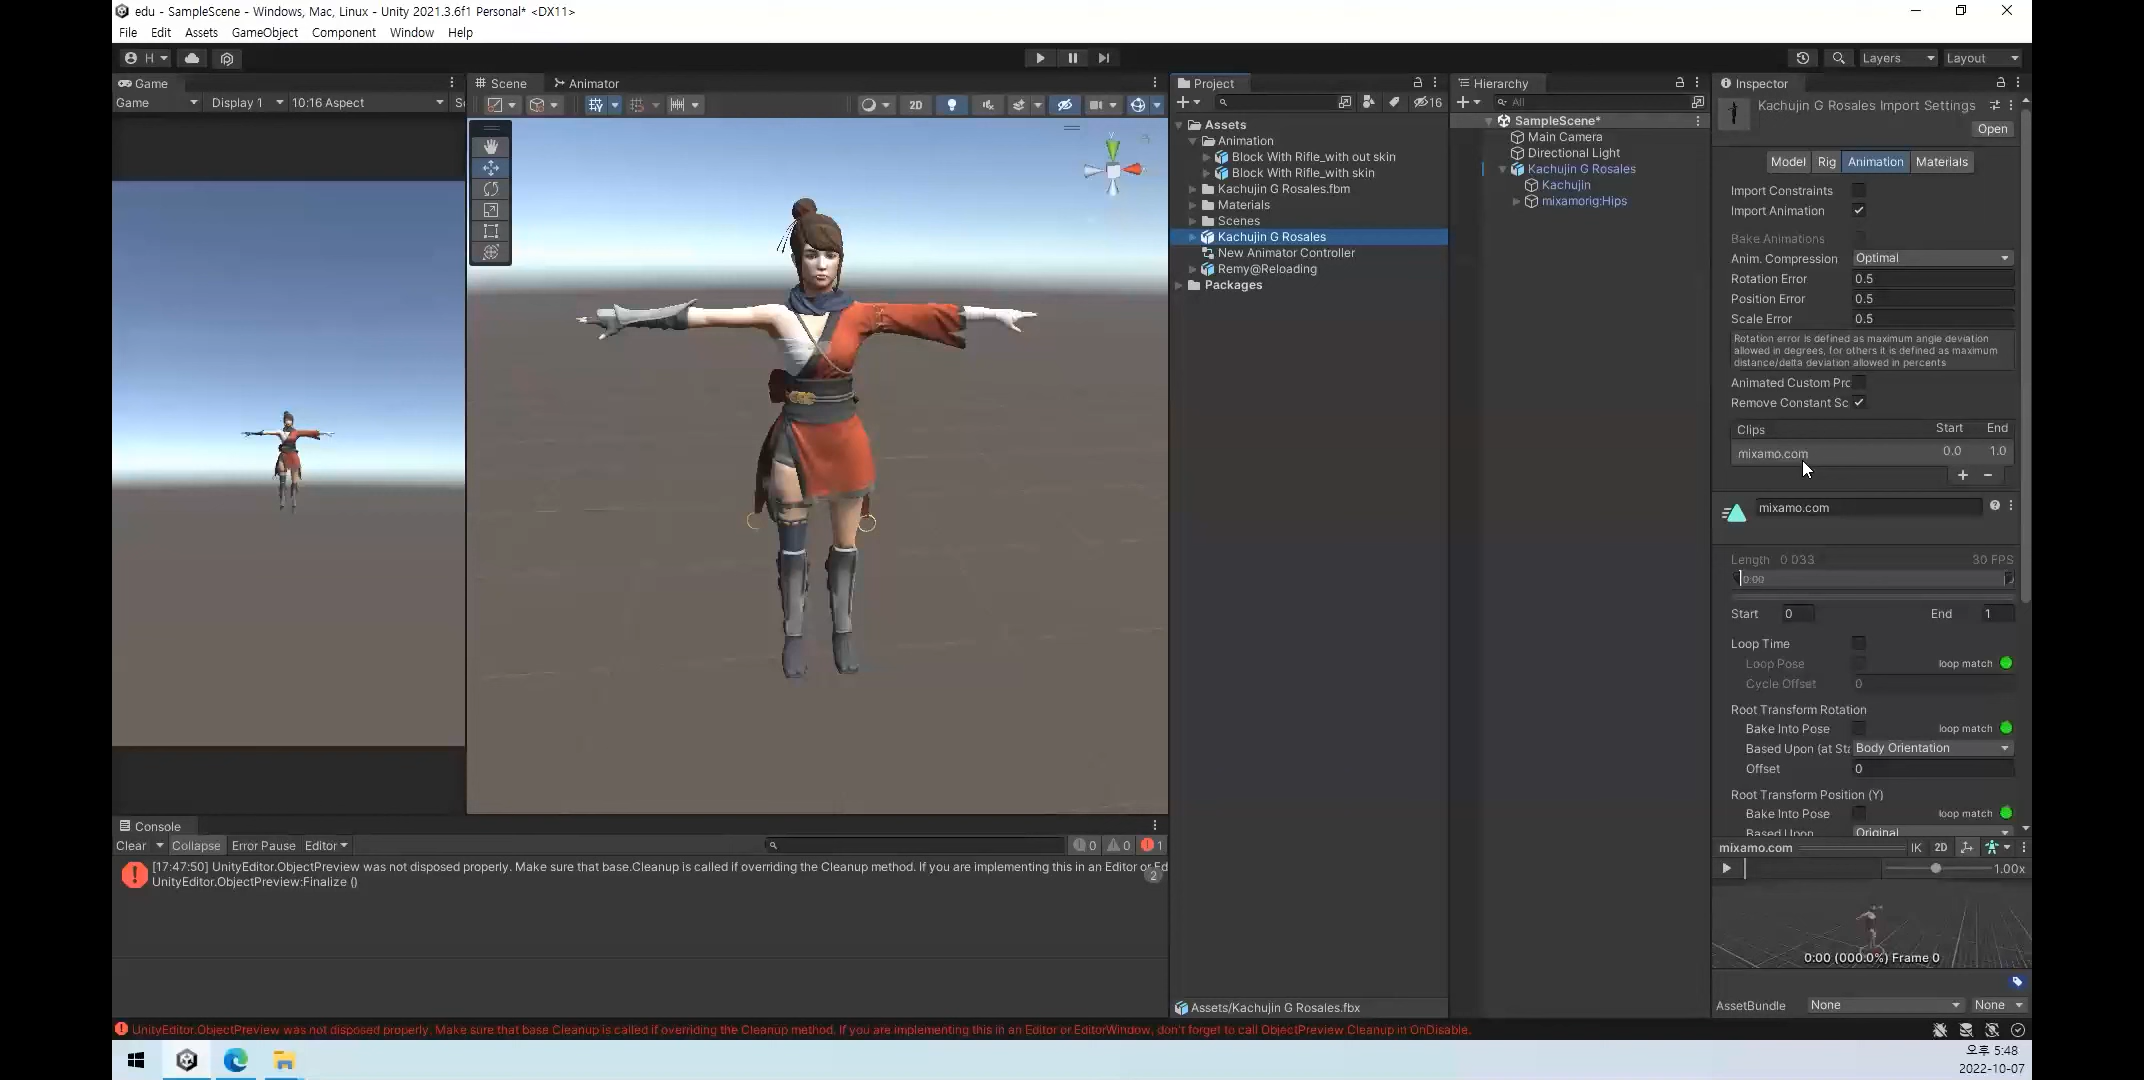 edu - SampleScene - Windows, Mac, Linux - Unity 2021.3.6f1 Personal* <DX11>
File Edit Assets GameObject Component Window Help
H Layers Layout
Game
Game Display 1 10:16 Aspect Sc
Scene Animator
2D
Project
16
Assets
Animation
Block With Rifle_with out skin
Block With Rifle_with skin
Kachujin G Rosales.fbm
Materials
Scenes
Kachujin G Rosales
New Animator Controller
Remy@Reloading
Packages
Assets/Kachujin G Rosales.fbx
Hierarchy
All
SampleScene*
Main Camera
Directional Light
Kachujin G Rosales
Kachujin
mixamorig:Hips
Inspector
Kachujin G Rosales Import Settings
Open
Model Rig Animation Materials
Import Constraints
Import Animation
Bake Animations
Anim. Compression Optimal
Rotation Error 0.5
Position Error 0.5
Scale Error 0.5
Rotation error is defined as maximum angle deviation
allowed in degrees, for others it is defined as maximum
distance/delta deviation allowed in percents
Animated Custom Prc
Remove Constant Sc
Clips Start End
mixamo.com 0.0 1.0
+ -
mixamo.com
Length 0.033 30 FPS
0:00
Start 0 End 1
Loop Time
Loop Pose loop match
Cycle Offset 0
Root Transform Rotation
Bake Into Pose loop match
Based Upon (at Sta Body Orientation
Offset 0
Root Transform Position (Y)
Bake Into Pose loop match
Based Upon Original
mixamo.com IK 2D
1.00x
0:00 (000.0%) Frame 0
AssetBundle None None
Console
Clear Collapse Error Pause Editor 0 0 1
[17:47:50] UnityEditor.ObjectPreview was not disposed properly. Make sure that base.Cleanup is called if overriding the Cleanup method. If you are implementing this in an Editor or Ed
UnityEditor.ObjectPreview:Finalize ()
2
UnityEditor.ObjectPreview was not disposed properly. Make sure that base.Cleanup is called if overriding the Cleanup method. If you are implementing this in an Editor or EditorWindow, don't forget to call ObjectPreview.Cleanup in OnDisable.
오후 5:48
2022-10-07